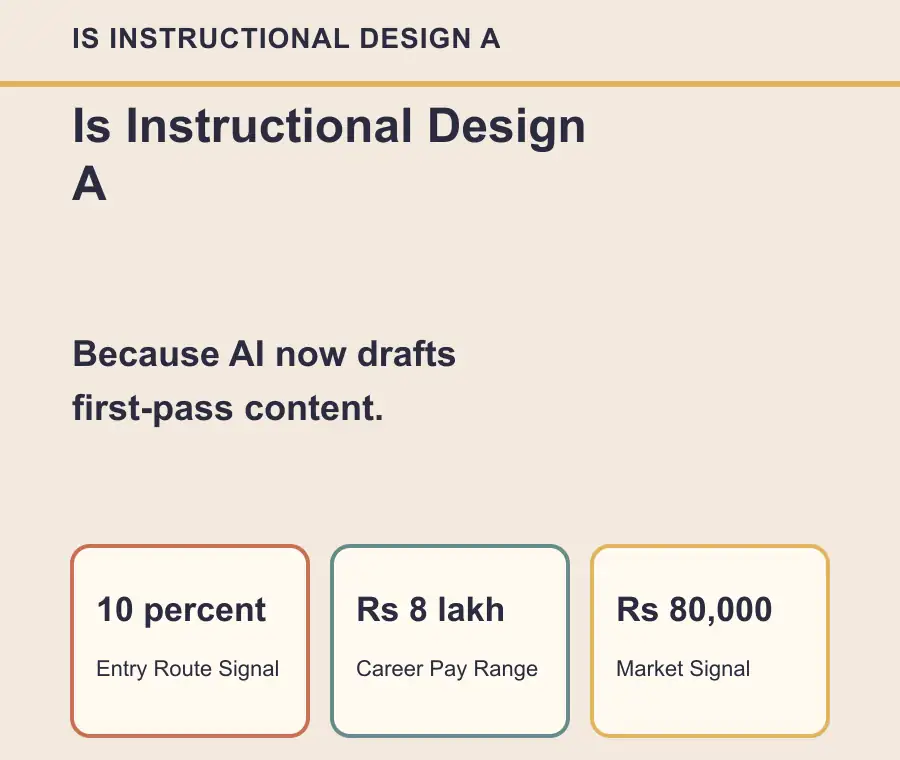 IS INSTRUCTIONAL DESIGN A
Is Instructional Design
A
Because AI now drafts
first-pass content.
10 percent
Entry Route Signal
Rs 8 lakh
Career Pay Range
Rs 80,000
Market Signal